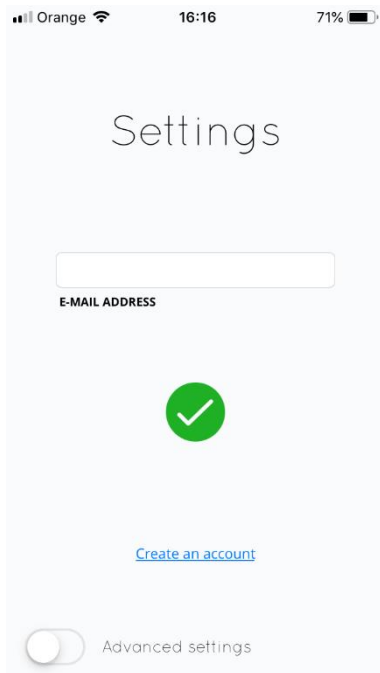 Orange 16:16 71%
Settings
E-MAIL ADDRESS
Create an account
Advanced settings